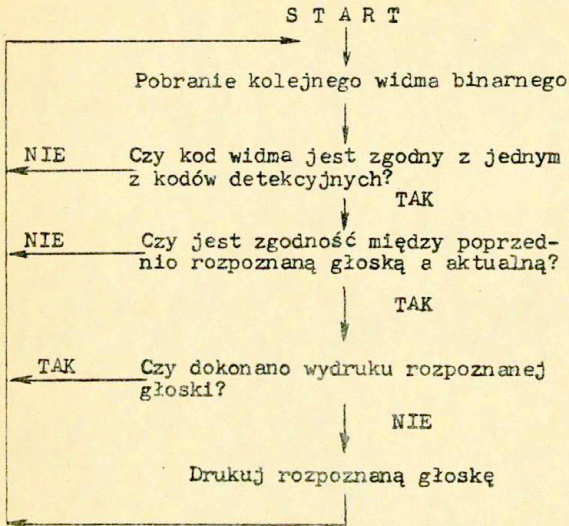 S T A R T
Pobranie kolejnego widma binarnego
NIE
Czy kod widma jest zgodny z jednym
z kodów detekcyjnych?
TAK
NIE
Czy jest zgodność między poprzed-
nio rozpoznaną głoską a aktualną?
TAK
TAK
Czy dokonano wydruku rozpoznanej
głoski?
NIE
Drukuj rozpoznaną głoskę